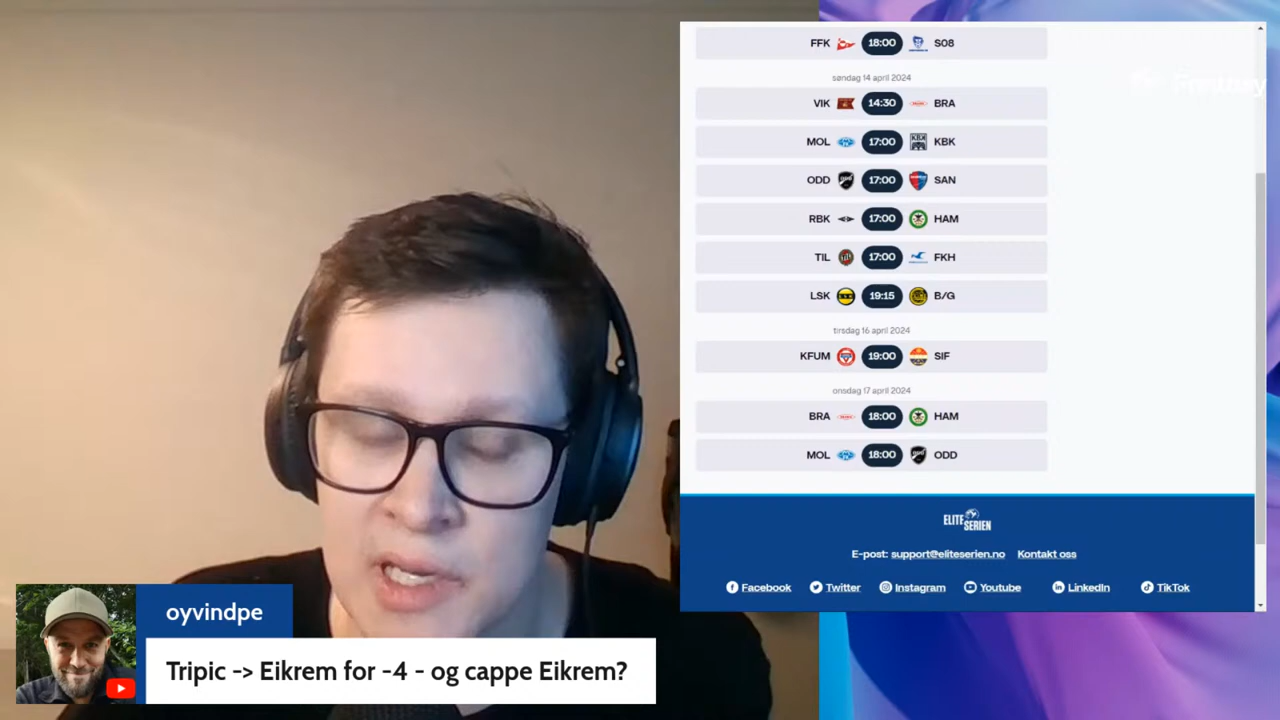 FFK 18:00 S08
søndag 14 april 2024
VIK 14:30 BRA
MOL 17:00 KBK
ODD 17:00 SAN
RBK 17:00 HAM
TIL 17:00 FKH
LSK 19:15 B/G
tirsdag 16 april 2024
KFUM 19:00 SIF
onsdag 17 april 2024
BRA 18:00 HAM
MOL 18:00 ODD
ELITE
SERIEN
E-post: support@eliteserien.no Kontakt oss
Facebook Twitter Instagram Youtube LinkedIn TikTok
Fantasy
oyvindpe
Tripic -> Eikrem for -4 - og cappe Eikrem?